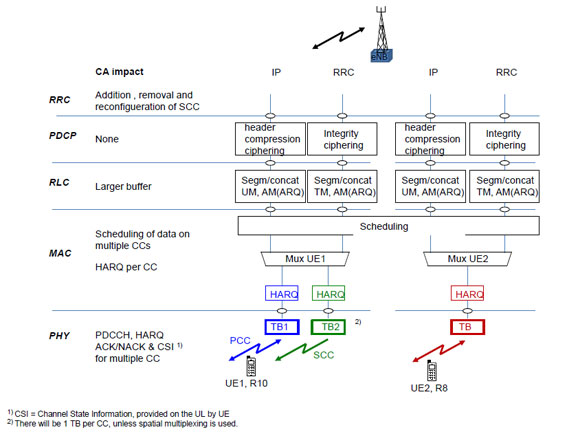 eNB
CA impact
IP
RRC
IP
RRC
RRC
Addition , removal and
reconfigueration of SCC
PDCP
None
header
compression
ciphering
Integrity
ciphering
header
compression
ciphering
Integrity
ciphering
RLC
Larger buffer
Segm/concat
UM, AM(ARQ)
Segm/concat
TM, AM(ARQ)
Segm/concat
UM, AM(ARQ)
Segm/concat
TM, AM(ARQ)
MAC
Scheduling of data on
multiple CCs
HARQ per CC
Scheduling
Mux UE1
Mux UE2
HARQ
HARQ
HARQ
PHY
PDCCH, HARQ
ACK/NACK & CSI 1)
for multiple CC
TB1
TB2
2)
TB
PCC
SCC
UE1, R10
UE2, R8
1) CSI = Channel State Information, provided on the UL by UE
2) There will be 1 TB per CC, unless spatial multiplexing is used.